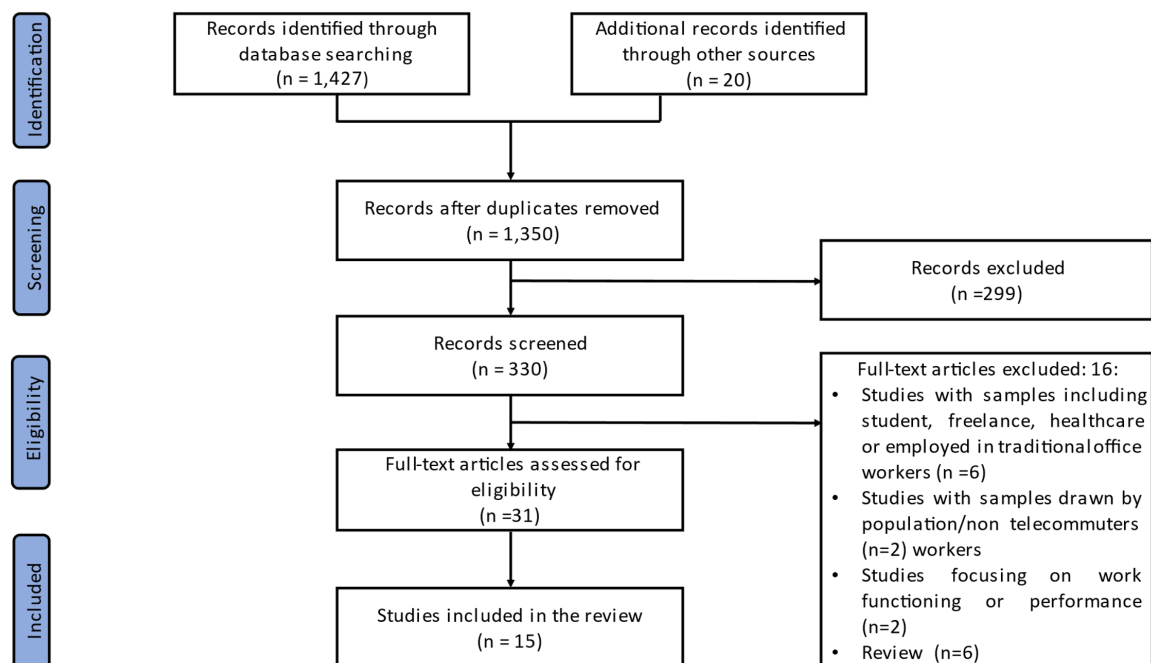 Identification
Records identified through
database searching
(n = 1,427)
Additional records identified
through other sources
(n = 20)
Screening
Records after duplicates removed
(n = 1,350)
Records excluded
(n =299)
Records screened
(n = 330)
Eligibility
Full-text articles assessed for
eligibility
(n =31)
Full-text articles excluded: 16:
• Studies with samples including
student, freelance, healthcare
or employed in traditional office
workers (n =6)
• Studies with samples drawn by
population/non telecommuters
(n=2) workers
• Studies focusing on work
functioning or performance
(n=2)
• Review (n=6)
Included
Studies included in the review
(n = 15)